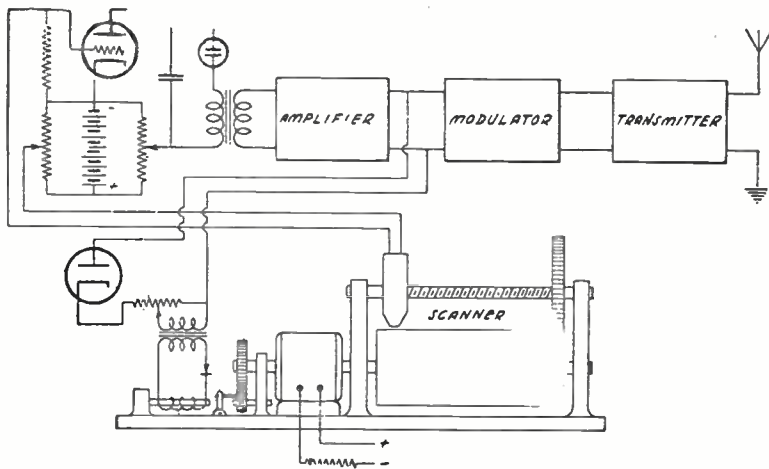 -
+
AMPLIFIER
MODULATOR
TRANSMITTER
SCANNER
+
-